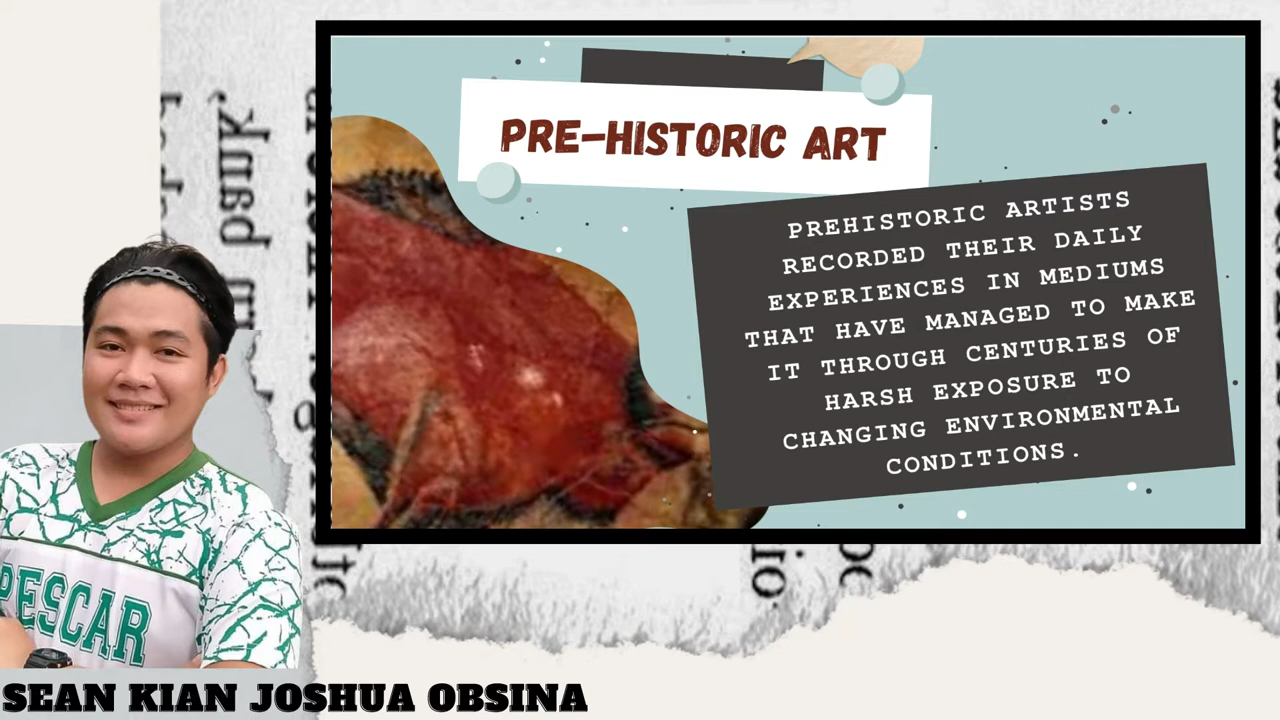 PRE-HISTORIC ART
PREHISTORIC ARTISTS
RECORDED THEIR DAILY
EXPERIENCES IN MEDIUMS
THAT HAVE MANAGED TO MAKE
IT THROUGH CENTURIES OF
HARSH EXPOSURE TO
CHANGING ENVIRONMENTAL
CONDITIONS.
PESCAR
SEAN KIAN JOSHUA OBSINA